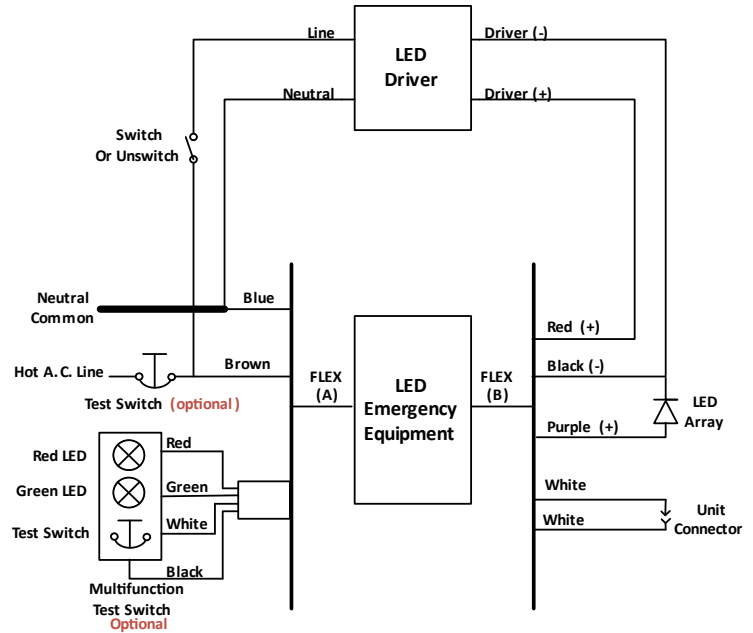 Line
LED
Driver
Driver (-)
Neutral
Driver (+)
Switch
Or Unswitch
Neutral
Common
Blue
Red (+)
Hot A. C. Line
Brown
FLEX
(A)
LED
Emergency
Equipment
FLEX
(B)
Black (-)
Test Switch (optional)
LED
Array
Purple (+)
Red LED
Red
Green LED
Green
Test Switch
White
Black
White
White
Unit
Connector
Multifunction
Test Switch
Optional